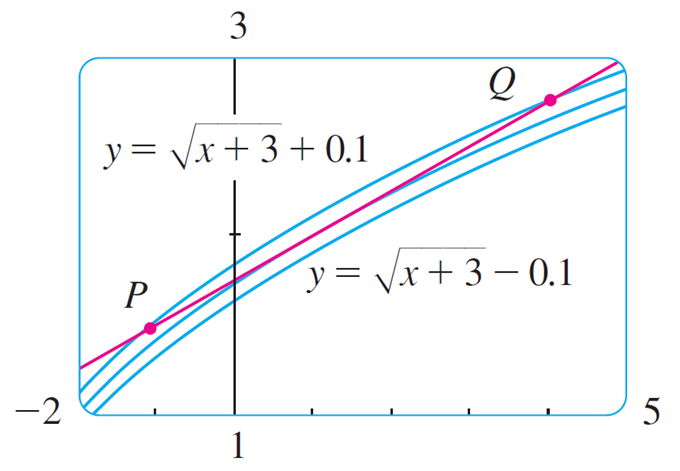 3
Q
y = √x + 3 + 0.1
y = √x + 3 − 0.1
P
−2
5
1